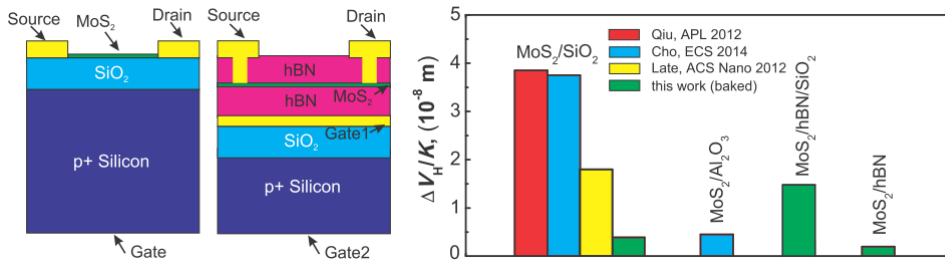 Source
MoS₂
Drain
SiO₂
p+ Silicon
Gate
Source
Drain
hBN
MoS₂
hBN
Gate1
SiO₂
p+ Silicon
Gate2
5
4
3
2
1
0
ΔV_H/K, (10⁻⁸ m)
MoS₂/SiO₂
Qiu, APL 2012
Cho, ECS 2014
Late, ACS Nano 2012
this work (baked)
MoS₂/Al₂O₃
MoS₂/hBN/SiO₂
MoS₂/hBN